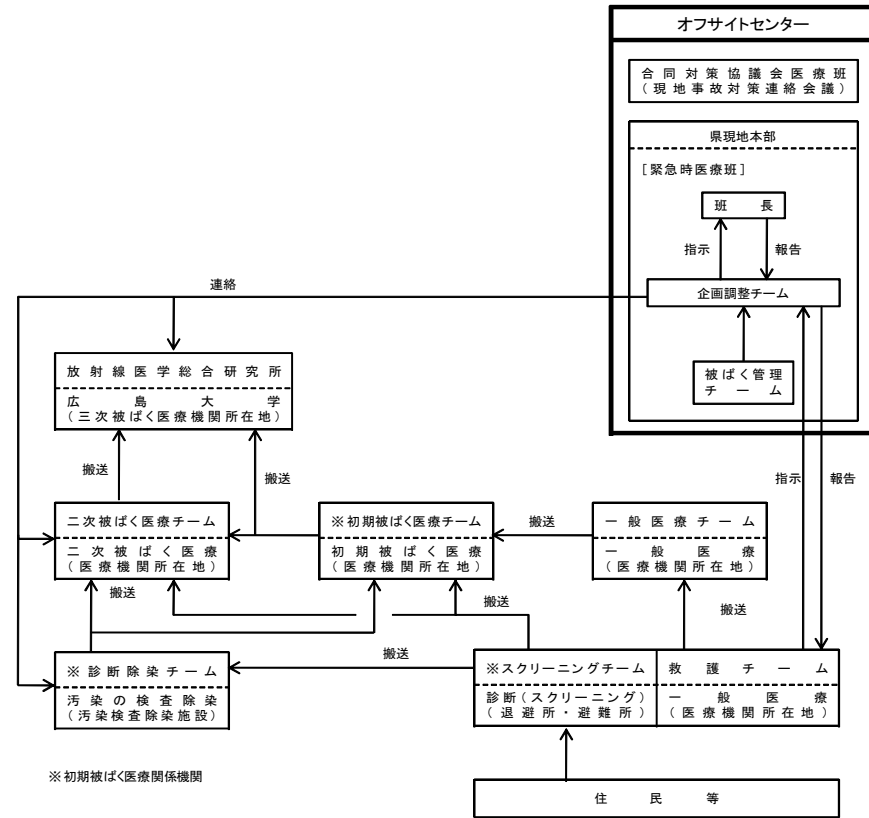 オフサイトセンター
合同対策協議会医療班
(現地事故対策連絡会議)
県現地本部
[緊急時医療班]
班長
指示
報告
企画調整チーム
被ばく管理
チーム
連絡
放射線医学総合研究所
広島大学
(三次被ばく医療機関所在地)
搬送
搬送
指示
報告
二次被ばく医療チーム
二次被ばく医療
(医療機関所在地)
※初期被ばく医療チーム
初期被ばく医療
(医療機関所在地)
搬送
一般医療チーム
一般医療
(医療機関所在地)
搬送
搬送
搬送
※診断除染チーム
汚染の検査除染
(汚染検査除染施設)
搬送
※スクリーニングチーム
診断(スクリーニング)
(退避所・避難所)
救護チーム
一般医療
(医療機関所在地)
※初期被ばく医療関係機関
住民等